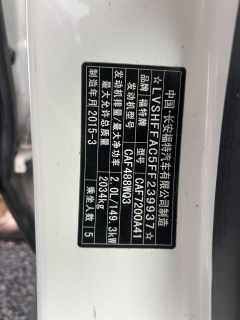 中国·长安福特汽车有限公司制造
★LVSHFFAC5FF239937★
品牌 福特牌 型号 CAF7200A41
发动机型号 CAF488WQ3
发动机排量/最大净功率 2.0L/149.3kW
最大允许总质量 2034kg
制造年月 2015-3 乘坐人数 5